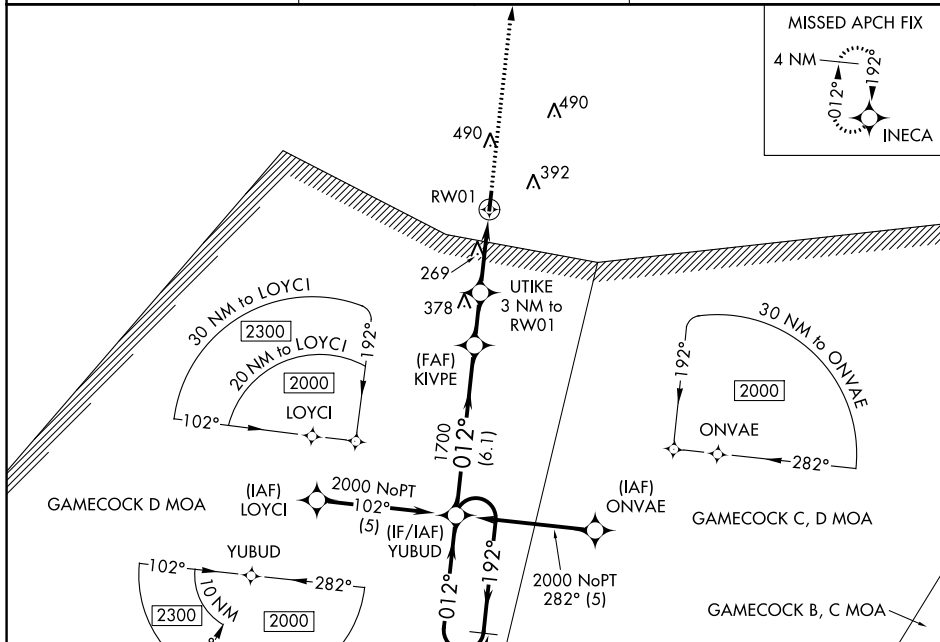 MISSED APCH FIX
4 NM
192°
012°
INECA
490
490
392
RW01
269
UTIKE
3 NM to
RW01
378
(FAF)
KIVPE
30 NM to LOYCI
2300
20 NM to LOYCI
2000
192°
LOYCI
102°
30 NM to ONVAE
192°
2000
ONVAE
282°
1700
012°
(6.1)
GAMECOCK D MOA
(IAF)
LOYCI
2000 NoPT
102°
(5)
(IF/IAF)
YUBUD
(IAF)
ONVAE
GAMECOCK C, D MOA
2000 NoPT
282° (5)
YUBUD
102°
282°
10 NM
2300
2000
012°
192°
GAMECOCK B, C MOA